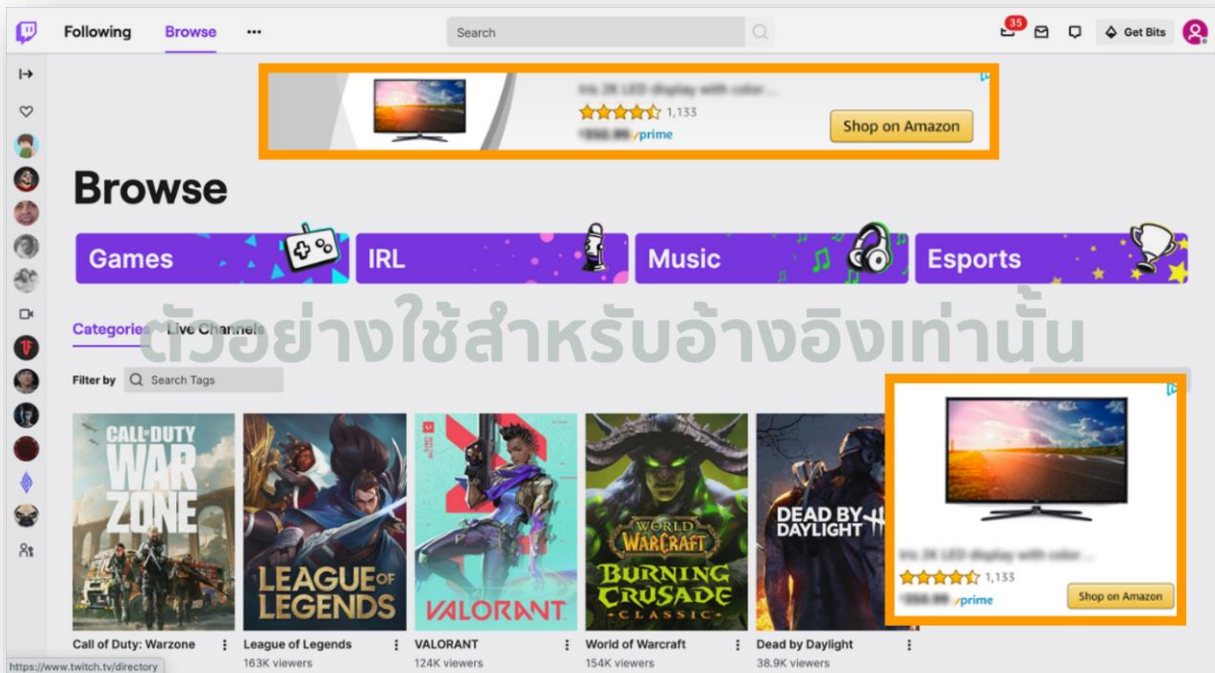 Following Browse ••• Search 35 Get Bits
1,133
prime
Shop on Amazon
Browse
Games IRL Music Esports
ตัวอย่างใช้สำหรับอ้างอิงเท่านั้น
Categories Live Channels
Filter by Search Tags
CALL·DUTY
WAR
ZONE
LEAGUE OF
LEGENDS
VALORANT
WORLD
WARCRAFT
BURNING
CRUSADE
CLASSIC
DEAD BY
DAYLIGHT
1,133
prime
Shop on Amazon
Call of Duty: Warzone League of Legends VALORANT World of Warcraft Dead by Daylight
163K viewers 124K viewers 154K viewers 38.9K viewers
https://www.twitch.tv/directory